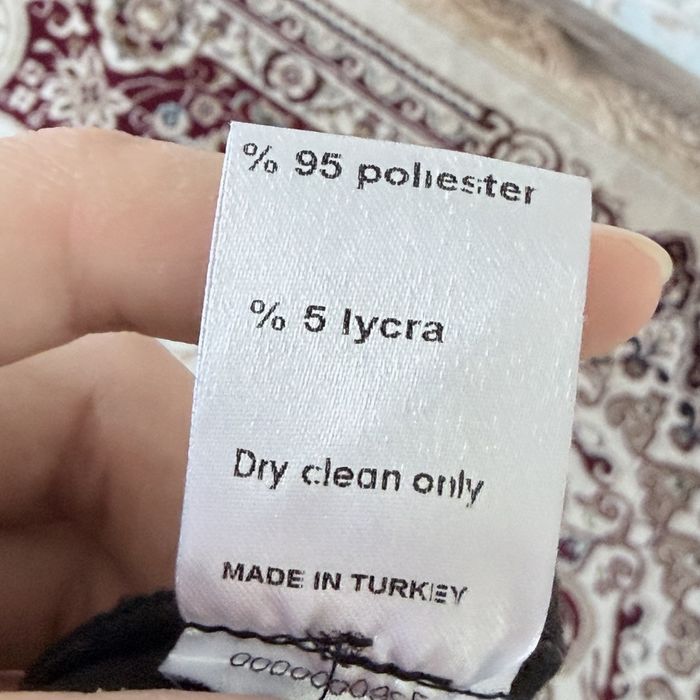 % 95 poliester
% 5 lycra
Dry clean only
MADE IN TURKEY